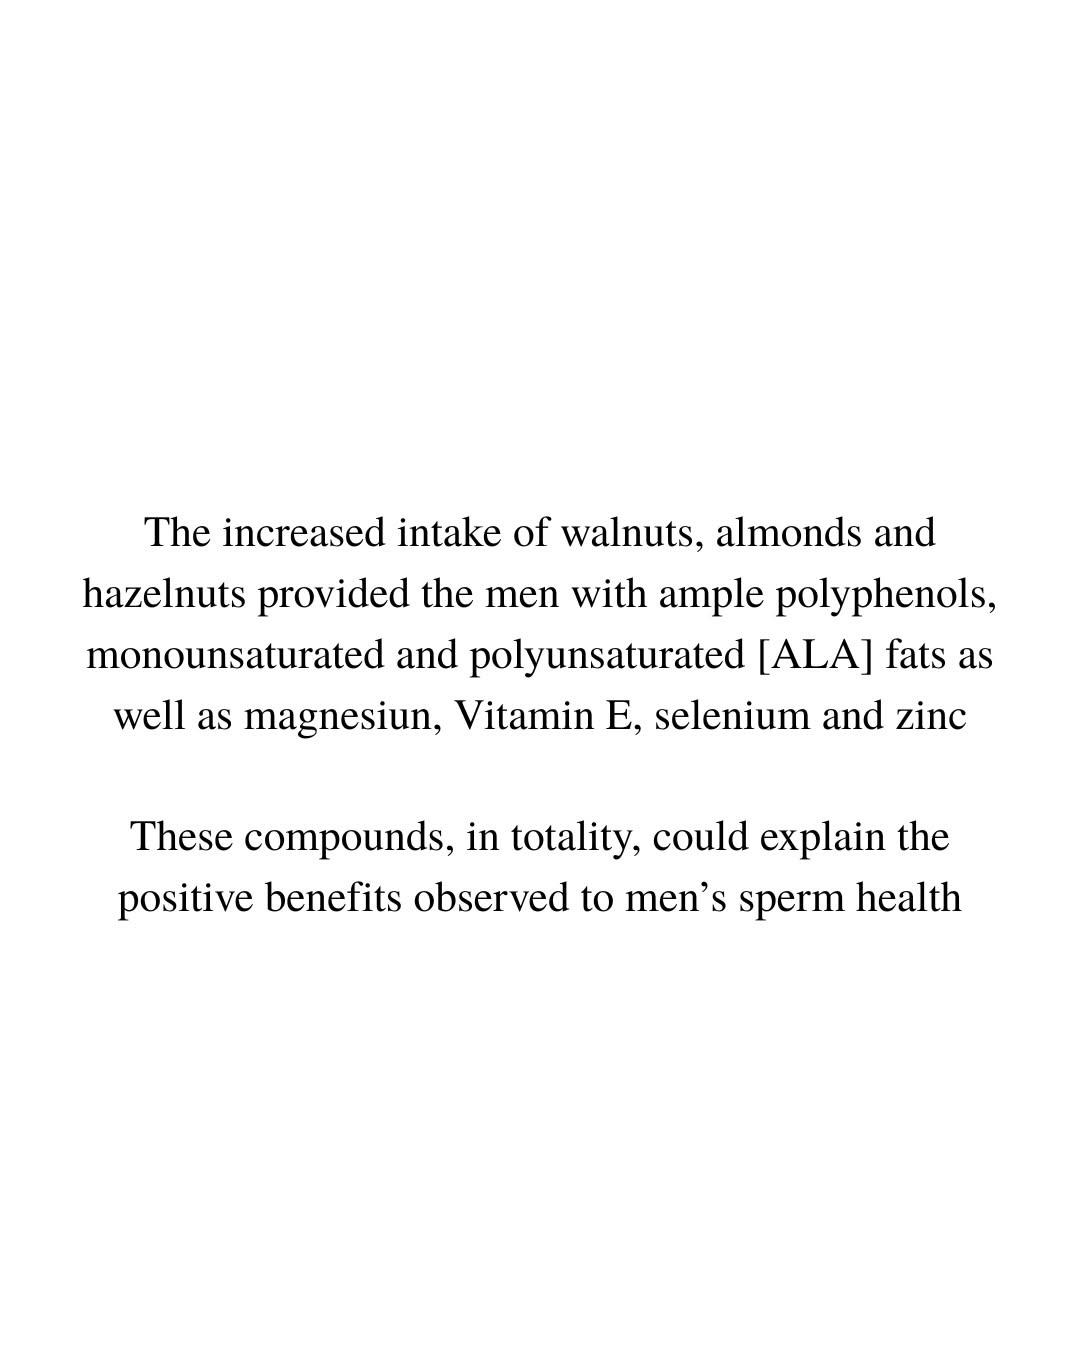 The increased intake of walnuts, almonds and
hazelnuts provided the men with ample polyphenols,
monounsaturated and polyunsaturated [ALA] fats as
well as magnesiun, Vitamin E, selenium and zinc
These compounds, in totality, could explain the
positive benefits observed to men’s sperm health